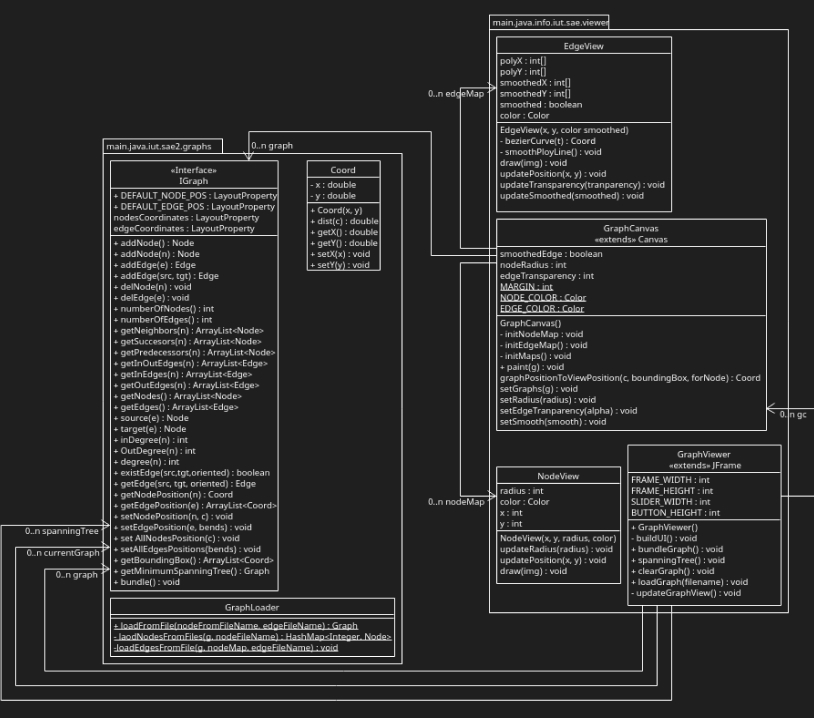 main.java.info.iut.sae.viewer
EdgeView
polyX : int[]
polyY : int[]
smoothedX : int[]
smoothedY : int[]
smoothed : boolean
color : Color
EdgeView(x, y, color smoothed)
- bezierCurve(t) : Coord
- smoothPloyLine() : void
draw(img) : void
updatePosition(x, y) : void
updateTransparency(tranparency) : void
updateSmoothed(smoothed) : void
0..n edgeMap
0..n graph
main.java.iut.sae2.graphs
«Interface»
IGraph
+ DEFAULT_NODE_POS : LayoutProperty
+ DEFAULT_EDGE_POS : LayoutProperty
nodesCoordinates : LayoutProperty
edgeCoordinates : LayoutProperty
+ addNode() : Node
+ addNode(n) : Node
+ addEdge(e) : Edge
+ addEdge(src, tgt) : Edge
+ delNode(n) : void
+ delEdge(e) : void
+ numberOfNodes() : int
+ numberOfEdges() : int
+ getNeighbors(n) : ArrayList<Node>
+ getSuccesors(n) : ArrayList<Node>
+ getPredecessors(n) : ArrayList<Node>
+ getInOutEdges(n) : ArrayList<Edge>
+ getInEdges(n) : ArrayList<Edge>
+ getOutEdges(n) : ArrayList<Edge>
+ getNodes() : ArrayList<Node>
+ getEdges() : ArrayList<Edge>
+ source(e) : Node
+ target(e) : Node
+ inDegree(n) : int
+ OutDegree(n) : int
+ degree(n) : int
+ existEdge(src,tgt,oriented) : boolean
+ getEdge(src, tgt, oriented) : Edge
+ getNodePosition(n) : Coord
+ getEdgePosition(e) : ArrayList<Coord>
+ setNodePosition(n, c) : void
+ setEdgePosition(e, bends) : void
+ set AllNodesPosition(c) : void
+ setAllEdgesPositions(bends) : void
+ getBoundingBox() : ArrayList<Coord>
+ getMinimumSpanningTree() : Graph
+ bundle() : void
Coord
- x : double
- y : double
+ Coord(x, y)
+ dist(c) : double
+ getX() : double
+ getY() : double
+ setX(x) : void
+ setY(y) : void
GraphLoader
+ loadFromFile(nodeFromFileName, edgeFileName) : Graph
- laodNodesFromFiles(g, nodeFileName) : HashMap<Integer, Node>
-loadEdgesFromFile(g, nodeMap, edgeFileName) : void
0..n spanningTree
0..n currentGraph
0..n graph
GraphCanvas
«extends» Canvas
smoothedEdge : boolean
nodeRadius : int
edgeTransparency : int
MARGIN : int
NODE_COLOR : Color
EDGE_COLOR : Color
GraphCanvas()
- initNodeMap() : void
- initEdgeMap() : void
- initMaps() : void
+ paint(g) : void
graphPositionToViewPosition(c, boundingBox, forNode) : Coord
setGraphs(g) : void
setRadius(radius) : void
setEdgeTranparency(alpha) : void
setSmooth(smooth) : void
0..n gc
0..n nodeMap
NodeView
radius : int
color : Color
x : int
y : int
NodeView(x, y, radius, color)
updateRadius(radius) : void
updatePosition(x, y) : void
draw(img) : void
GraphViewer
«extends» JFrame
FRAME_WIDTH : int
FRAME_HEIGHT : int
SLIDER_WIDTH : int
BUTTON_HEIGHT : int
+ GraphViewer()
- buildUI() : void
+ bundleGraph() : void
+ spanningTree() : void
+ clearGraph() : void
+ loadGraph(filename) : void
- updateGraphView() : void